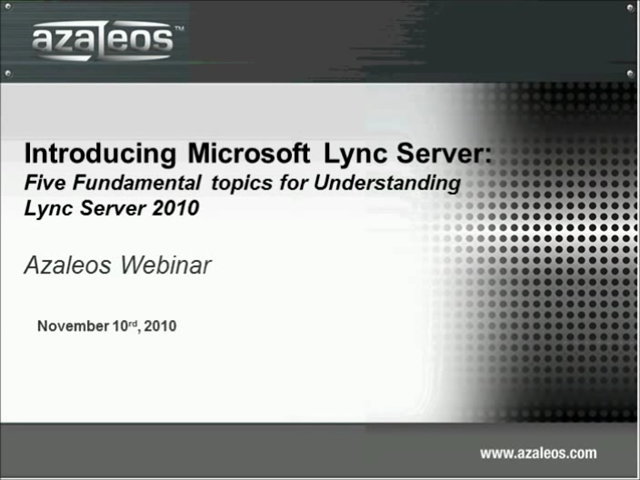 azaleos™
Introducing Microsoft Lync Server:
Five Fundamental topics for Understanding
Lync Server 2010
Azaleos Webinar
November 10rd, 2010
www.azaleos.com